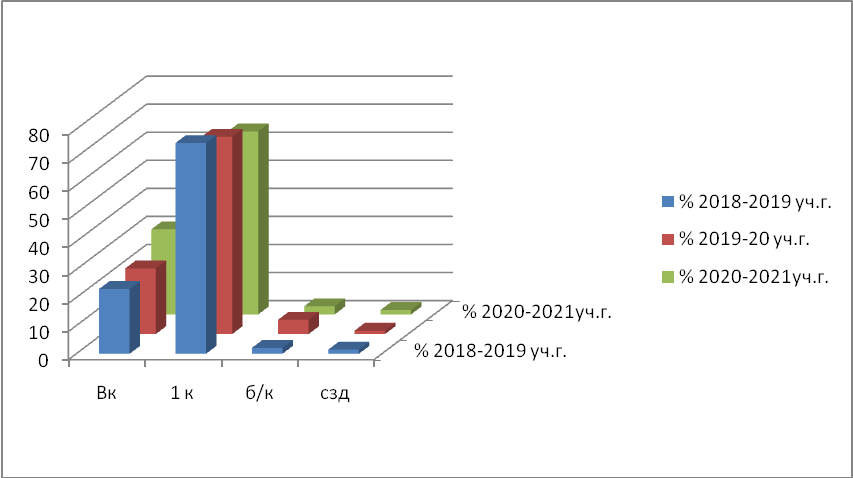 80
70
60
50
40
30
20
10
0
Вк
1 к
б/к
сзд
% 2020-2021уч.г.
% 2018-2019 уч.г.
% 2018-2019 уч.г.
% 2019-20 уч.г.
% 2020-2021уч.г.